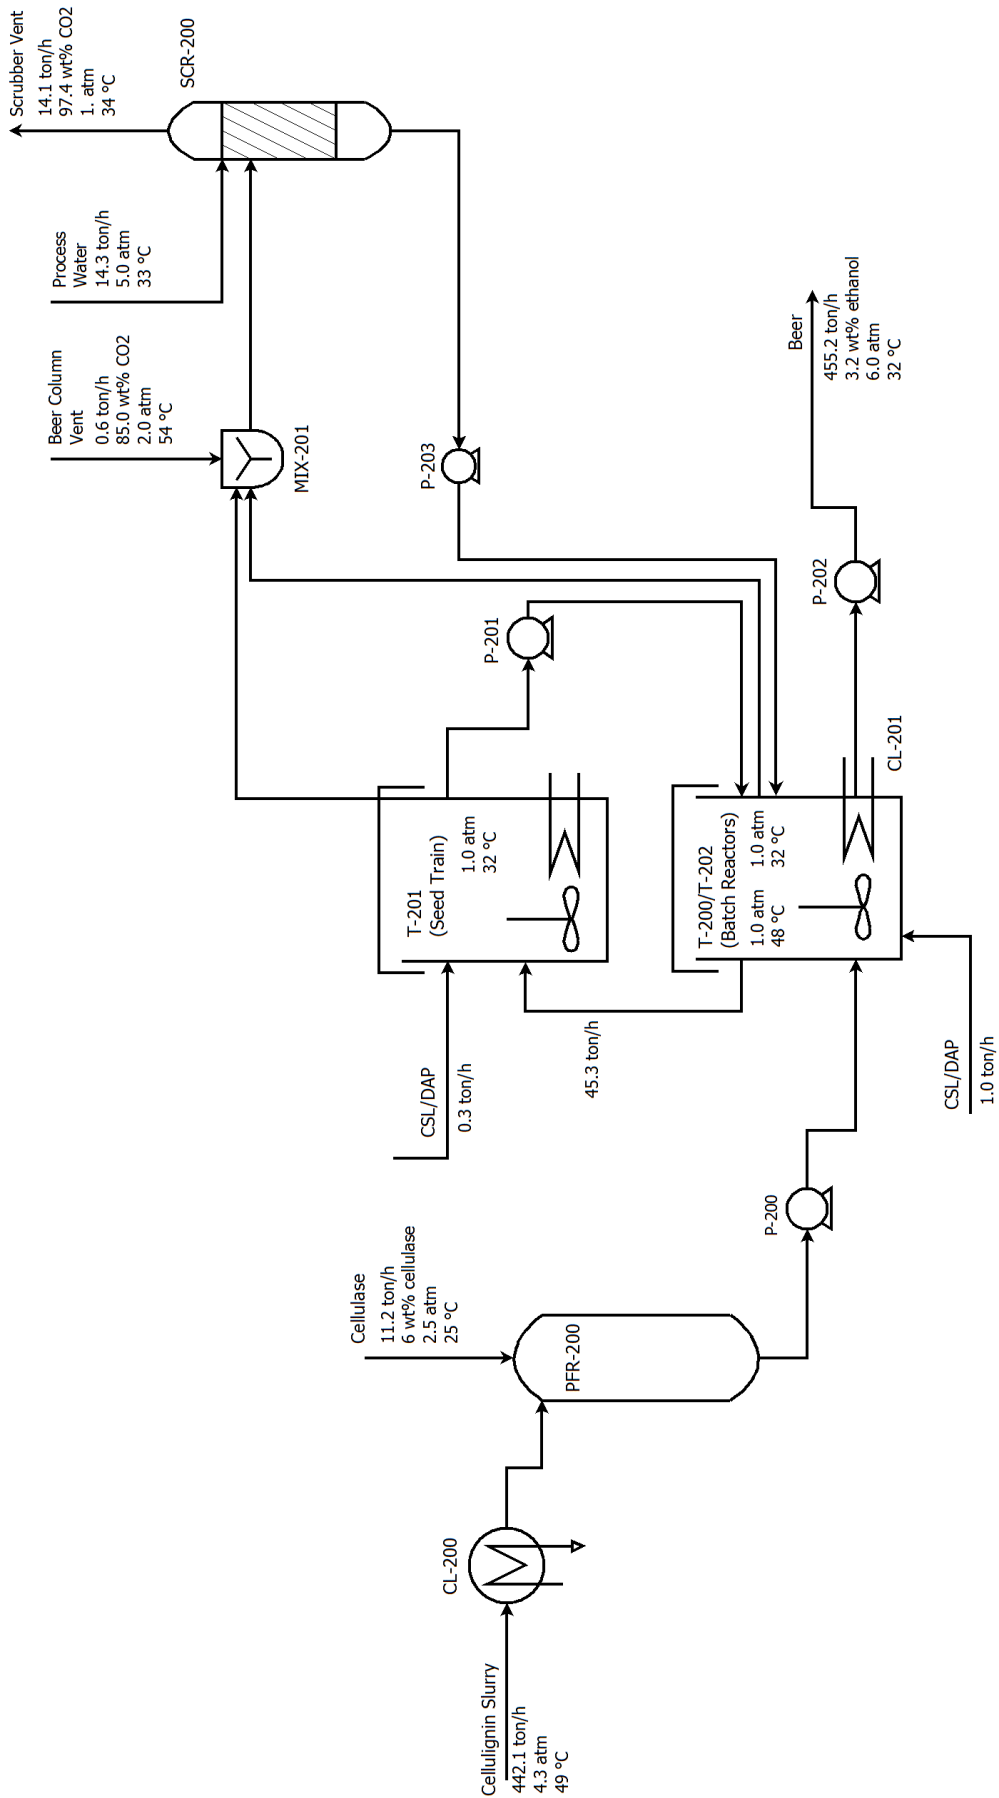 Cellulignin Slurry
442.1 ton/h
4.3 atm
49 °C
CL-200
Cellulase
11.2 ton/h
6 wt% cellulase
2.5 atm
25 °C
PFR-200
P-200
CSL/DAP
0.3 ton/h
45.3 ton/h
CSL/DAP
1.0 ton/h
T-201
(Seed Train)
1.0 atm
32 °C
T-200/T-202
(Batch Reactors)
1.0 atm 1.0 atm
48 °C 32 °C
CL-201
P-201
P-202
P-203
Beer Column
Vent
0.6 ton/h
85.0 wt% CO2
2.0 atm
54 °C
MIX-201
Process
Water
14.3 ton/h
5.0 atm
33 °C
Beer
455.2 ton/h
3.2 wt% ethanol
6.0 atm
32 °C
Scrubber Vent
14.1 ton/h
97.4 wt% CO2
1. atm
34 °C
SCR-200